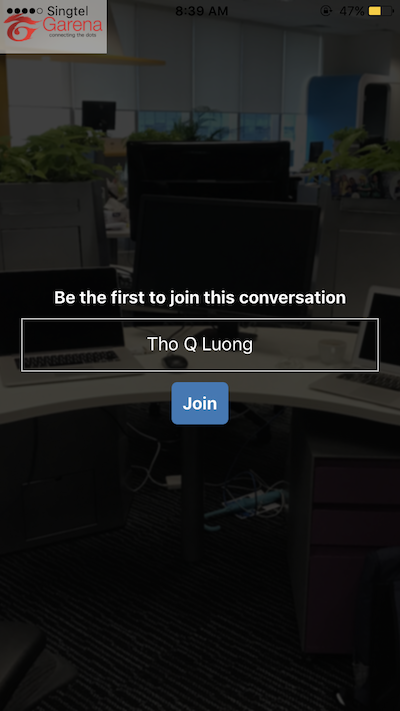 Singtel
8:39 AM
47%
Garena
connecting the dots
Be the first to join this conversation
Tho Q Luong
Join